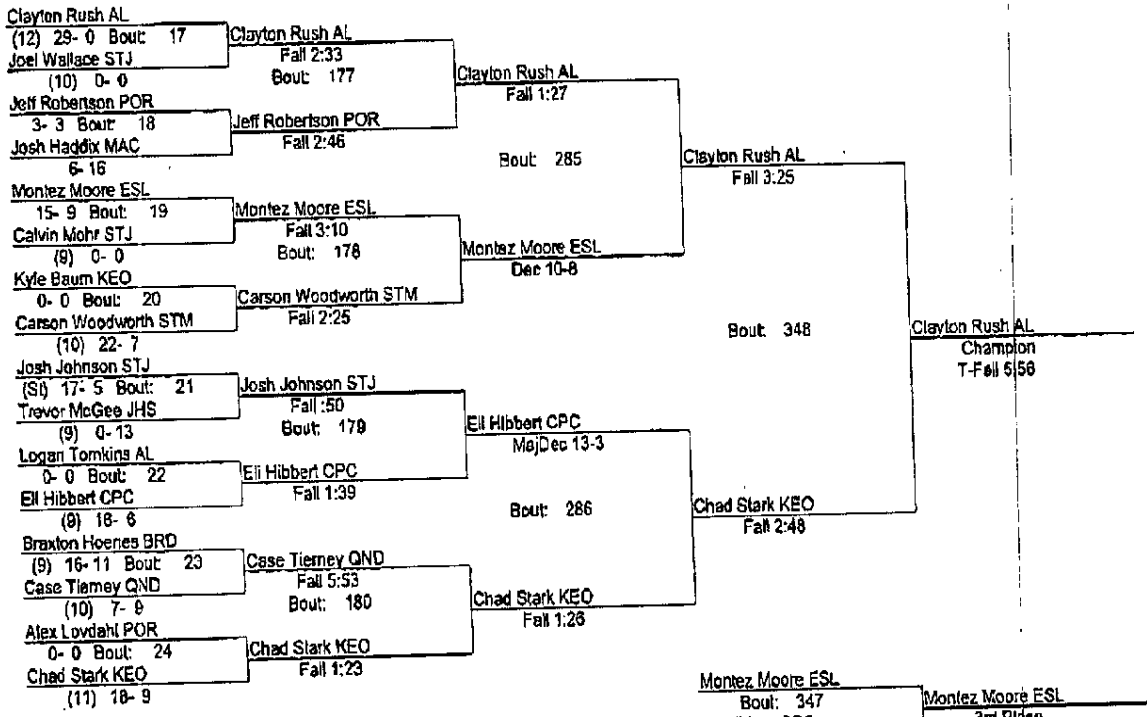 Clayton Rush AL
(12) 29- 0 Bout: 17
Joel Wallace STJ
(10) 0- 0
Jeff Robertson POR
3- 3 Bout: 18
Josh Haddix MAC
6- 16
Montez Moore ESL
15- 9 Bout: 19
Calvin Mohr STJ
(9) 0- 0
Kyle Baum KEO
0- 0 Bout: 20
Carson Woodworth STM
(10) 22- 7
Josh Johnson STJ
(St) 17- 5 Bout: 21
Trevor McGee JHS
(9) 0- 13
Logan Tomkins AL
0- 0 Bout: 22
Eli Hibbert CPC
(9) 18- 6
Braxton Hoenes BRD
(9) 16- 11 Bout: 23
Case Tierney QND
(10) 7- 9
Alex Lovdahl POR
0- 0 Bout: 24
Chad Stark KEO
(11) 18- 9
Clayton Rush AL
Fall 2:33
Bout: 177
Jeff Robertson POR
Fall 2:46
Montez Moore ESL
Fall 3:10
Bout: 178
Carson Woodworth STM
Fall 2:25
Josh Johnson STJ
Fall :50
Bout: 179
Eli Hibbert CPC
Fall 1:39
Case Tierney QND
Fall 5:53
Bout: 180
Chad Stark KEO
Fall 1:23
Clayton Rush AL
Fall 1:27
Bout: 285
Montez Moore ESL
Dec 10-8
Eli Hibbert CPC
MajDec 13-3
Bout: 286
Chad Stark KEO
Fall 1:26
Clayton Rush AL
Fall 3:25
Bout: 348
Chad Stark KEO
Fall 2:48
Clayton Rush AL
Champion
T-Fall 5:56
Montez Moore ESL
Bout: 347
Montez Moore ESL